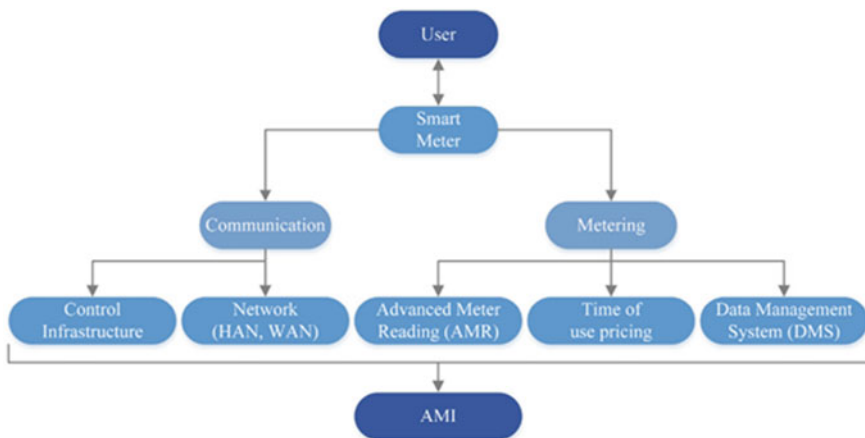 User
Smart
Meter
Communication
Metering
Control
Infrastructure
Network
(HAN, WAN)
Advanced Meter
Reading (AMR)
Time of
use pricing
Data Management
System (DMS)
AMI